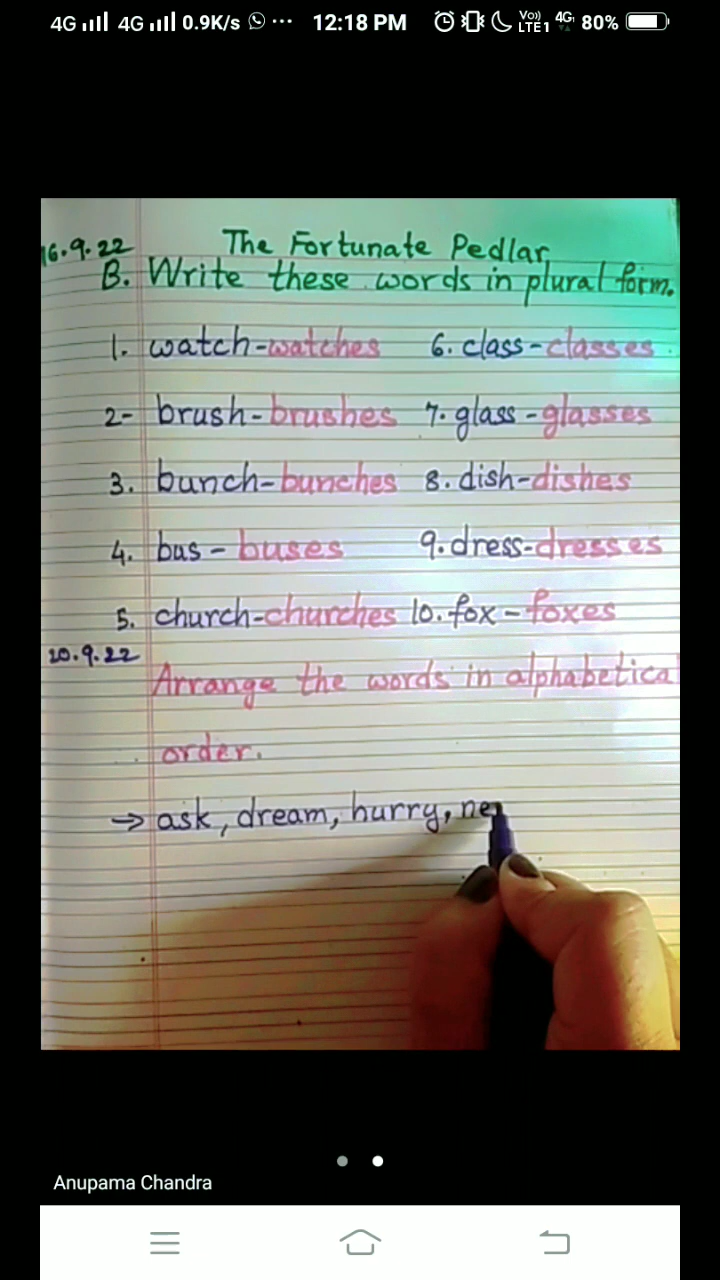 4G 4G 0.9K/s ... 12:18 PM Vo) LTE1 4G 80%
16.9.22 The Fortunate Pedlar
B. Write these words in plural form.
1. watch-watches 6. class-classes.
2- brush-brushes 7. glass-glasses
3. bunch-bunches 8. dish-dishes
4. bus-buses 9. dress-dresses
5. church-churches 10. fox-foxes
20.9.22
Arrange the words in alphabetica
order.
→ ask, dream, hurry, ne
Anupama Chandra